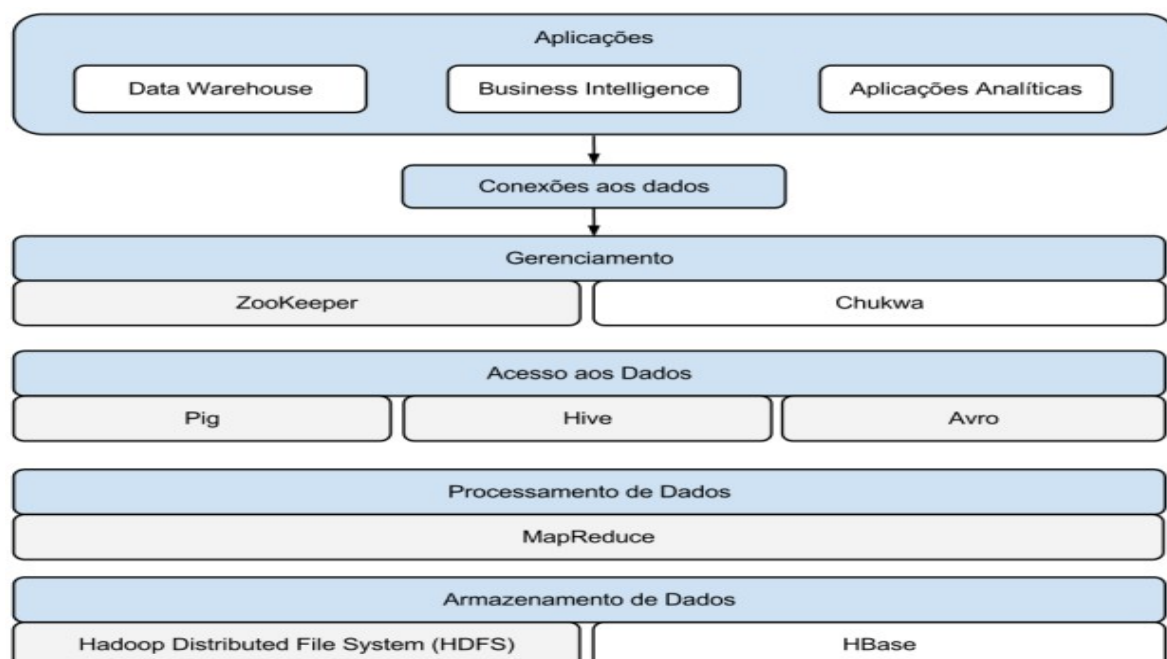 Aplicações
Data Warehouse
Business Intelligence
Aplicações Analíticas
Conexões aos dados
Gerenciamento
ZooKeeper
Chukwa
Acesso aos Dados
Pig
Hive
Avro
Processamento de Dados
MapReduce
Armazenamento de Dados
Hadoop Distributed File System (HDFS)
HBase